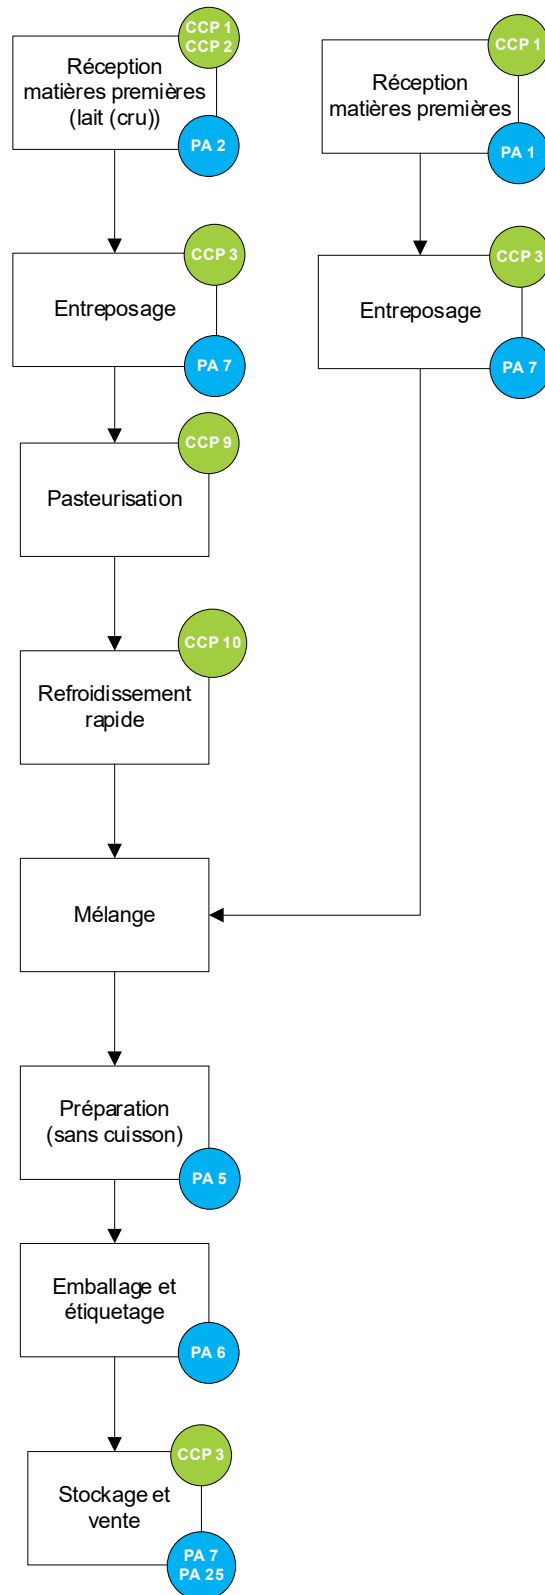 CCP 1
CCP 2
Réception
matières premières
(lait (cru))
PA 2
CCP 1
Réception
matières premières
PA 1
CCP 3
Entreposage
PA 7
CCP 3
Entreposage
PA 7
CCP 9
Pasteurisation
CCP 10
Refroidissement
rapide
Mélange
Préparation
(sans cuisson)
PA 5
Emballage et
étiquetage
PA 6
CCP 3
Stockage et
vente
PA 7
PA 25